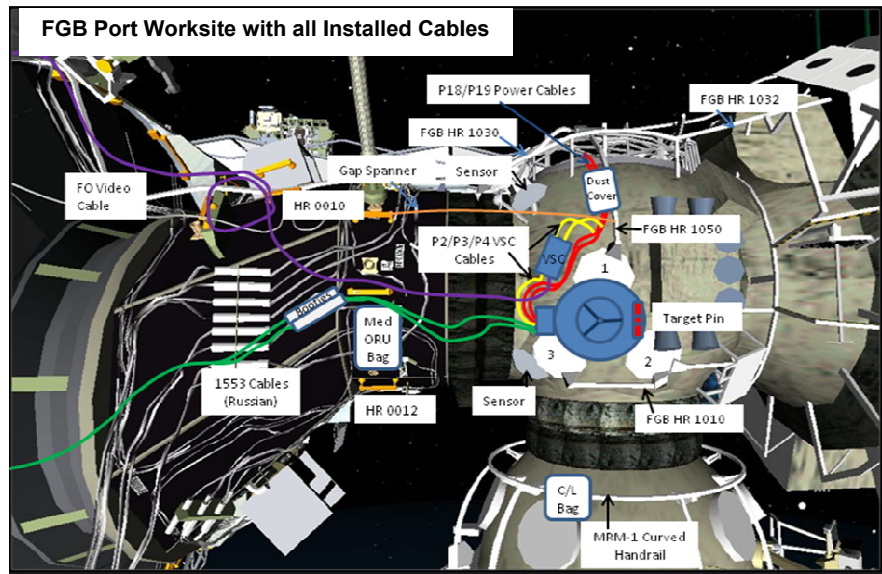 FGB Port Worksite with all Installed Cables
P18/P19 Power Cables
FGB HR 1032
FGB HR 1030
Gap Spanner
Sensor
FO Video
Cable
HR 0010
Dust
Cover
P2/P3/P4 VSC
Cables
FGB HR 1050
VSC
1
Booties
Med
ORU
Bag
Target Pin
3
2
1553 Cables
(Russian)
HR 0012
Sensor
FGB HR 1010
C/L
Bag
MRM-1 Curved
Handrail